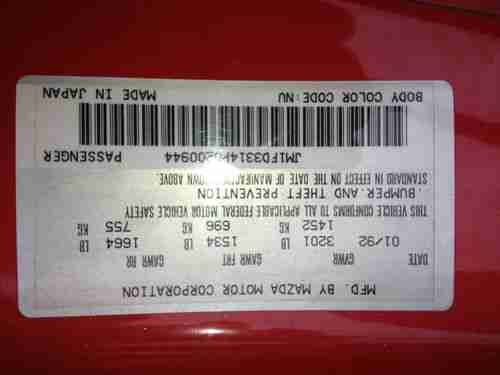 MFD. BY MAZDA MOTOR CORPORATION
DATE GVWR GAWR FRT GAWR RR
01/92 3201 LB 1534 LB 1664 LB
1452 KG 696 KG 755 KG
THIS VEHICLE CONFORMS TO ALL APPLICABLE FEDERAL MOTOR VEHICLE SAFETY
.BUMPER.AND THEFT PREVENTION
STANDARD IN EFFECT ON THE DATE OF MANUFACTURE SHOWN ABOVE.
PASSENGER
BODY COLOR CODE:NU MADE IN JAPAN